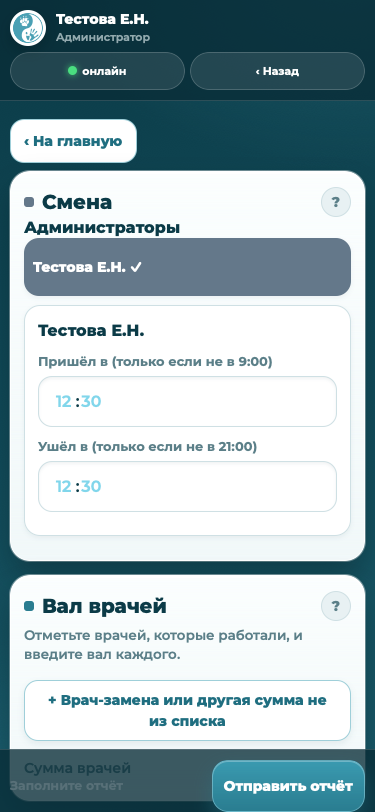 Тестова Е.Н.
Администратор
онлайн
‹ Назад
‹ На главную
Смена
?
Администраторы
Тестова Е.Н. ✓
Тестова Е.Н.
Пришёл в (только если не в 9:00)
12 : 30
Ушёл в (только если не в 21:00)
12 : 30
Вал врачей
?
Отметьте врачей, которые работали, и
введите вал каждого.
+ Врач-замена или другая сумма не
из списка
Сумма врачей
Заполните отчёт
Отправить отчёт